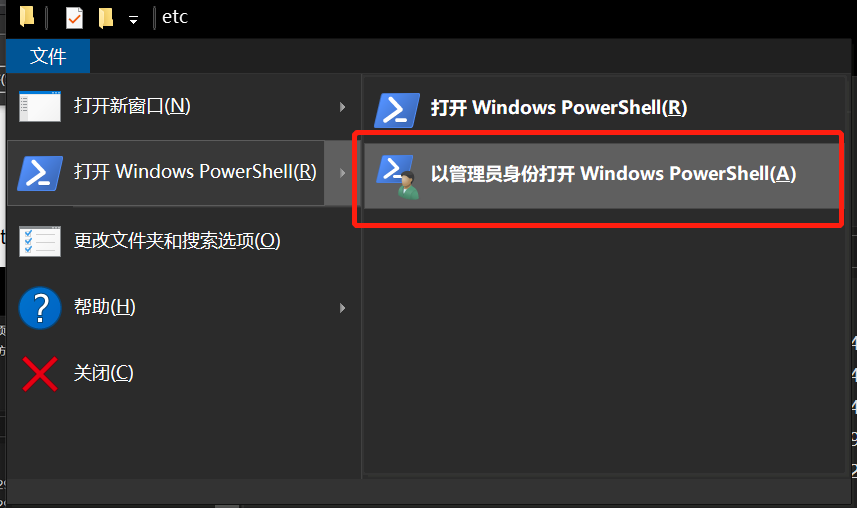 etc
文件
打开新窗口(N)
打开 Windows PowerShell(R)
更改文件夹和搜索选项(O)
帮助(H)
关闭(C)
打开 Windows PowerShell(R)
以管理员身份打开 Windows PowerShell(A)